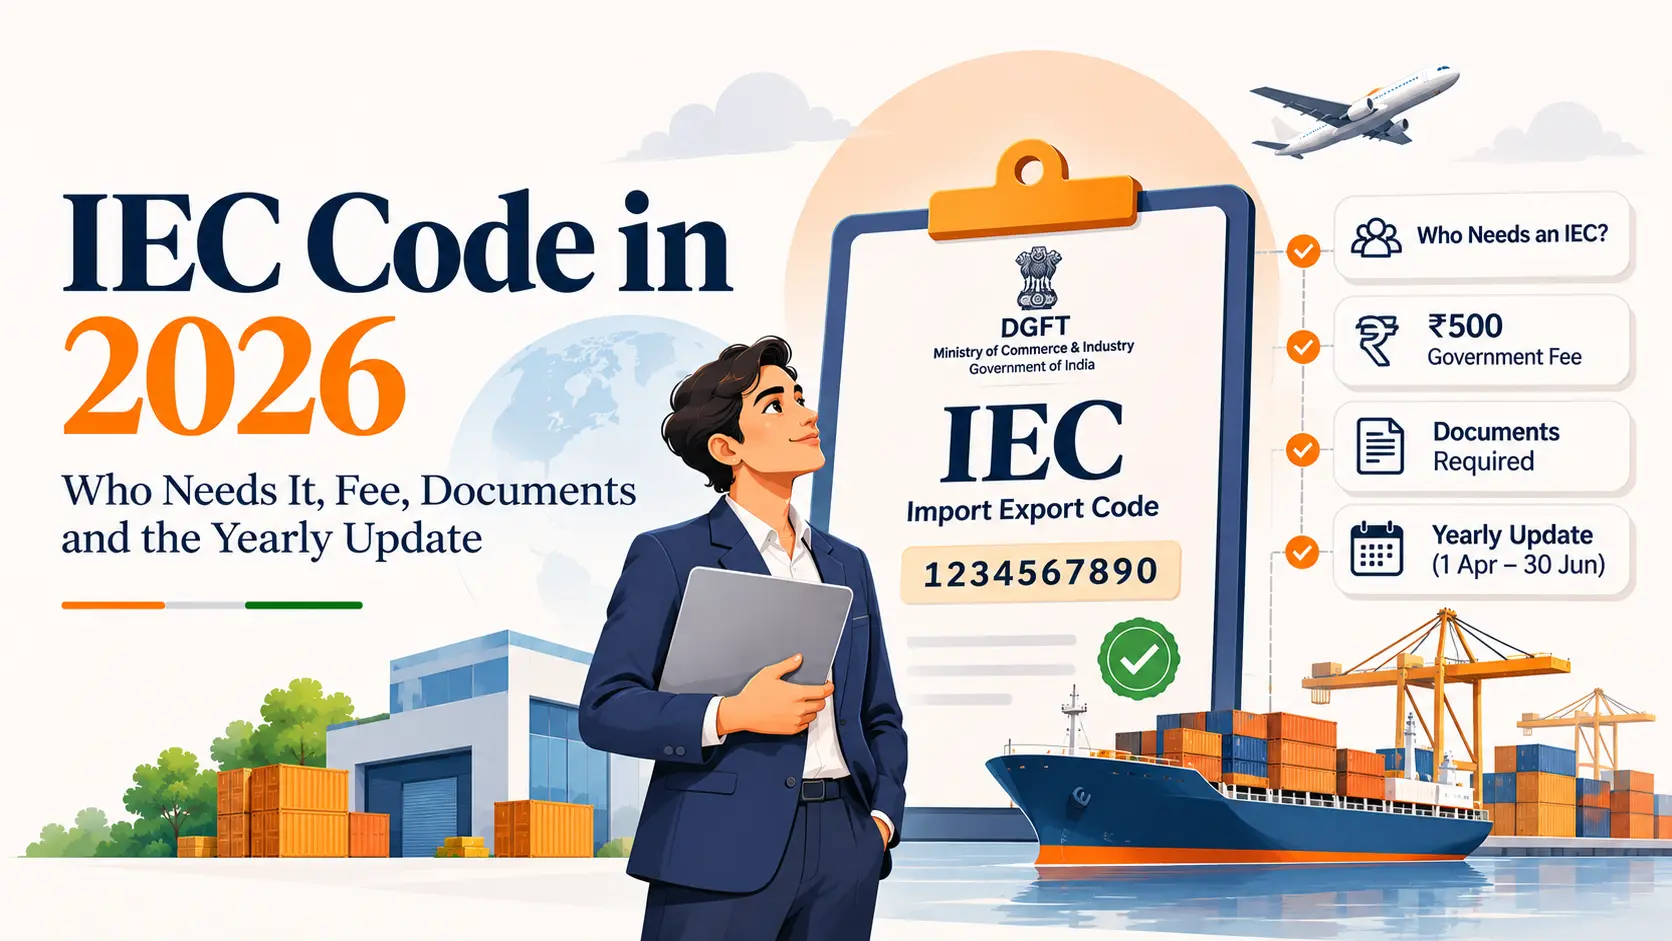 IEC Code in
2026
Who Needs It, Fee, Documents
and the Yearly Update
DGFT
Ministry of Commerce & Industry
Government of India
IEC
Import Export Code
1234567890
Who Needs an IEC?
₹500
Government Fee
Documents
Required
Yearly Update
(1 Apr – 30 Jun)